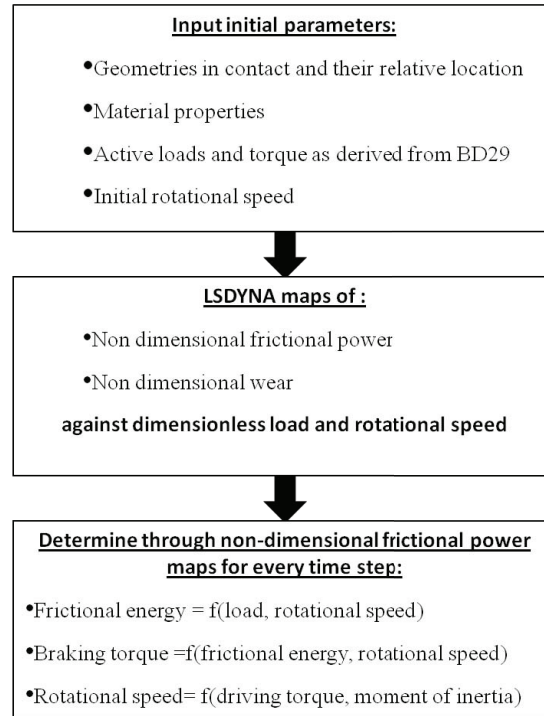 Input initial parameters:
•Geometries in contact and their relative location
•Material properties
•Active loads and torque as derived from BD29
•Initial rotational speed
LSDYNA maps of :
•Non dimensional frictional power
•Non dimensional wear
against dimensionless load and rotational speed
Determine through non-dimensional frictional power
maps for every time step:
•Frictional energy = f(load, rotational speed)
•Braking torque =f(frictional energy, rotational speed)
•Rotational speed= f(driving torque, moment of inertia)